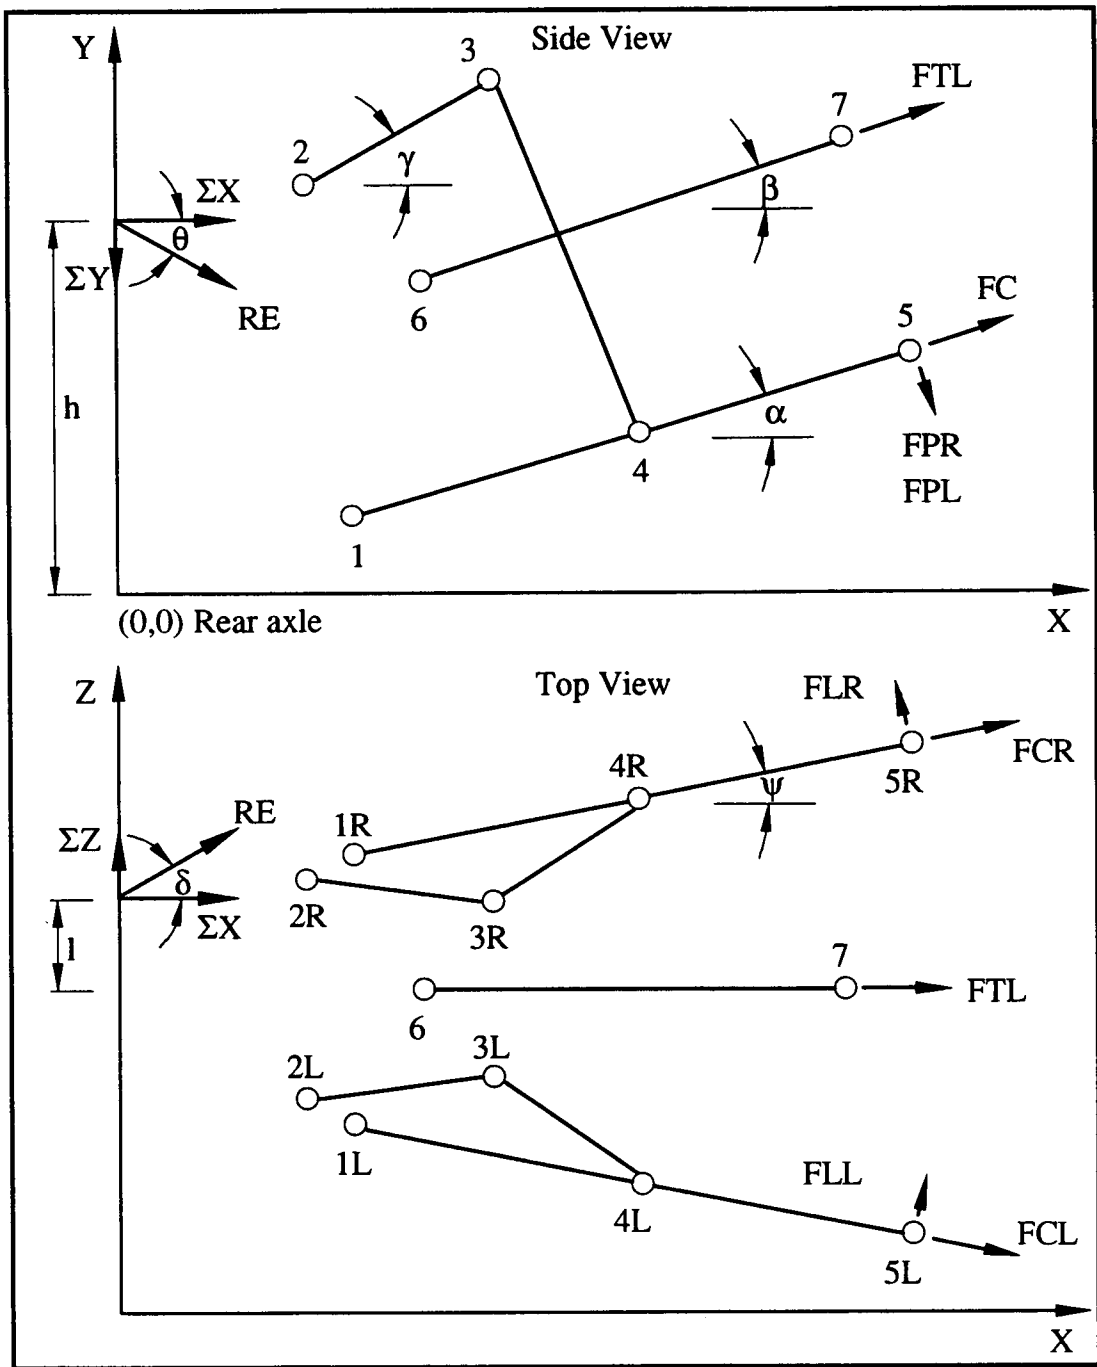 Side View
Y
3
FTL
7
2
γ
β
ΣX
θ
ΣY
RE
6
FC
5
h
α
4
FPR
FPL
1
(0,0) Rear axle
X
Z
Top View
FLR
FCR
4R
5R
ψ
RE
1R
ΣZ
δ
ΣX
2R
3R
l
7
FTL
6
3L
2L
1L
FLL
4L
FCL
5L
X